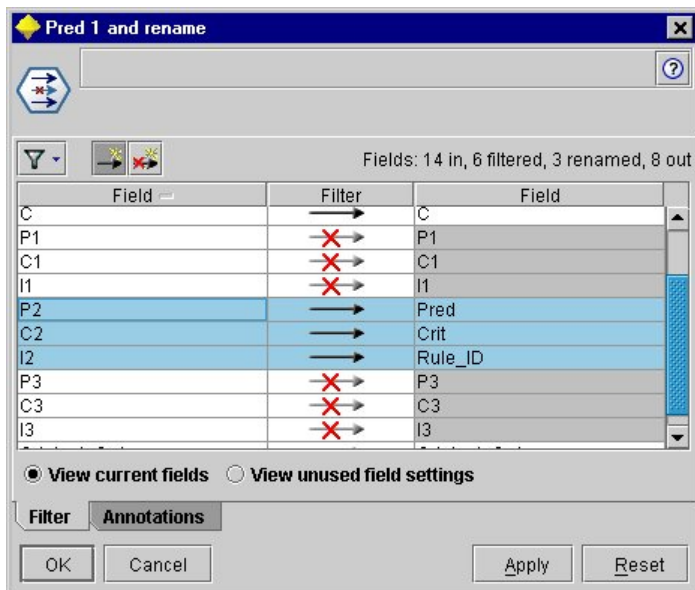 Pred 1 and rename
Fields: 14 in, 6 filtered, 3 renamed, 8 out
Field Filter Field
C C
P1 P1
C1 C1
I1 I1
P2 Pred
C2 Crit
I2 Rule_ID
P3 P3
C3 C3
I3 I3
View current fields View unused field settings
Filter Annotations
OK Cancel Apply Reset